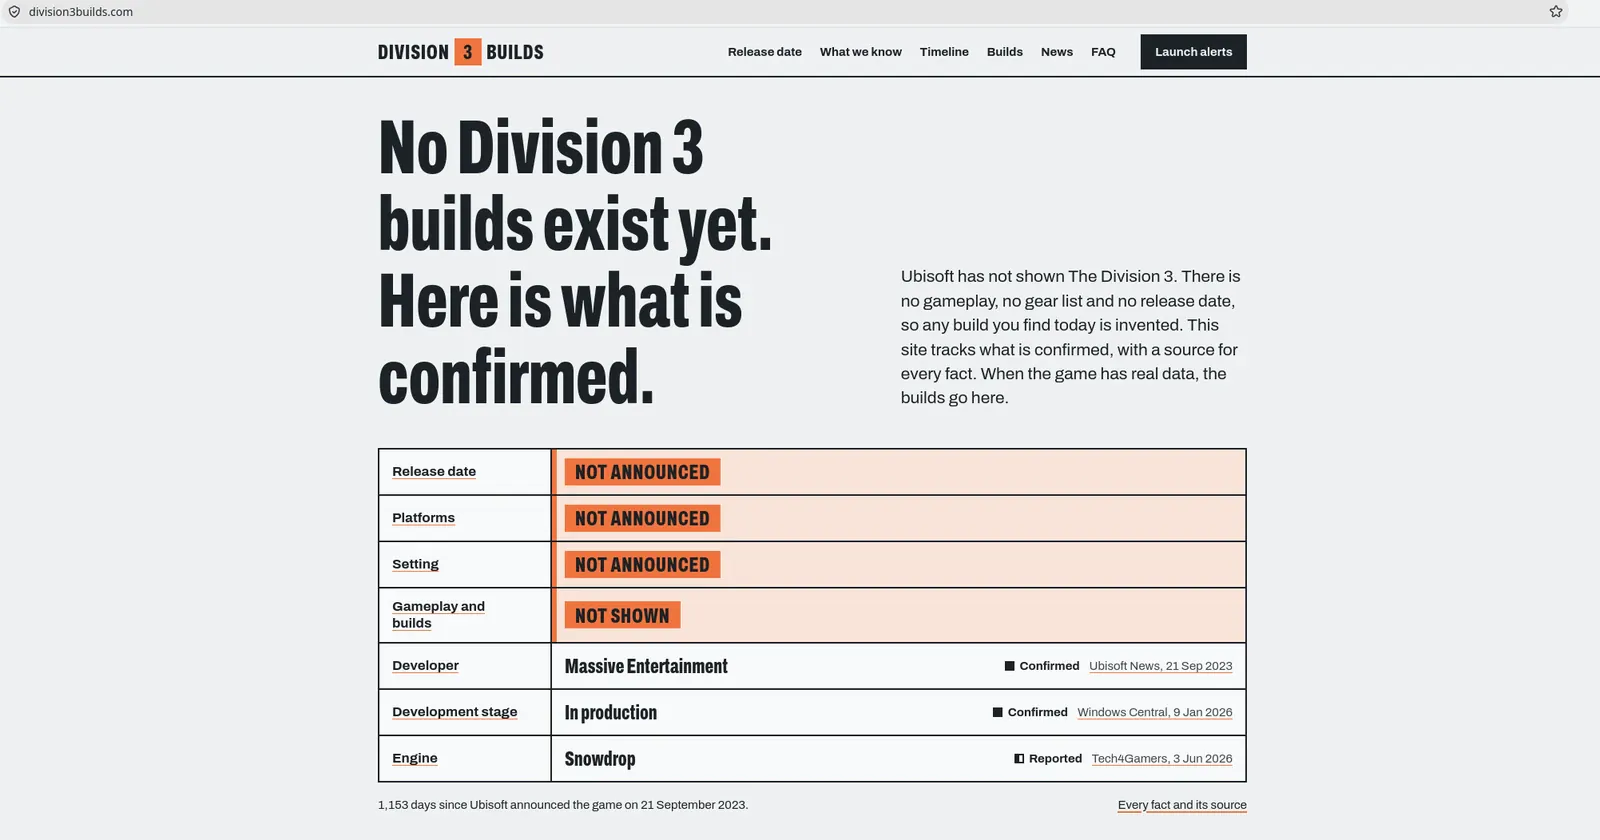 division3builds.com
DIVISION 3 BUILDS
Release date
What we know
Timeline
Builds
News
FAQ
Launch alerts
No Division 3
builds exist yet.
Here is what is
confirmed.
Ubisoft has not shown The Division 3. There is
no gameplay, no gear list and no release date,
so any build you find today is invented. This
site tracks what is confirmed, with a source for
every fact. When the game has real data, the
builds go here.
Release date
NOT ANNOUNCED
Platforms
NOT ANNOUNCED
Setting
NOT ANNOUNCED
Gameplay and
builds
NOT SHOWN
Developer
Massive Entertainment
Confirmed
Ubisoft News, 21 Sep 2023
Development stage
In production
Confirmed
Windows Central, 9 Jan 2026
Engine
Snowdrop
Reported
Tech4Gamers, 3 Jun 2026
1,153 days since Ubisoft announced the game on 21 September 2023.
Every fact and its source